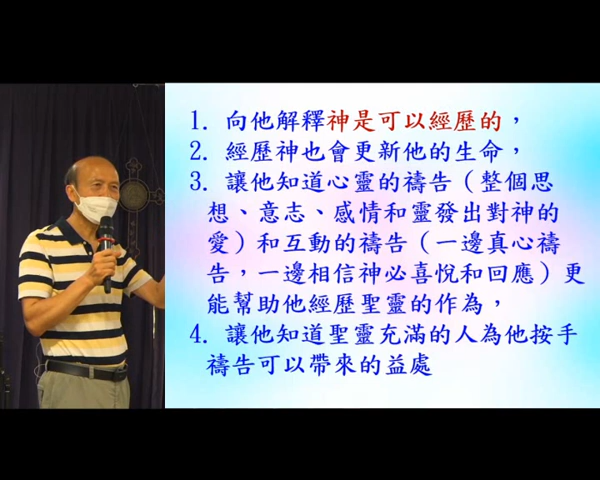 1. 向他解釋神是可以經歷的，
2. 經歷神也會更新他的生命，
3. 讓他知道心靈的禱告（整個思
想、意志、感情和靈發出對神的
愛）和互動的禱告（一邊真心禱
告，一邊相信神必喜悅和回應）更
能幫助他經歷聖靈的作為，
4. 讓他知道聖靈充滿的人為他按手
禱告可以帶來的益處